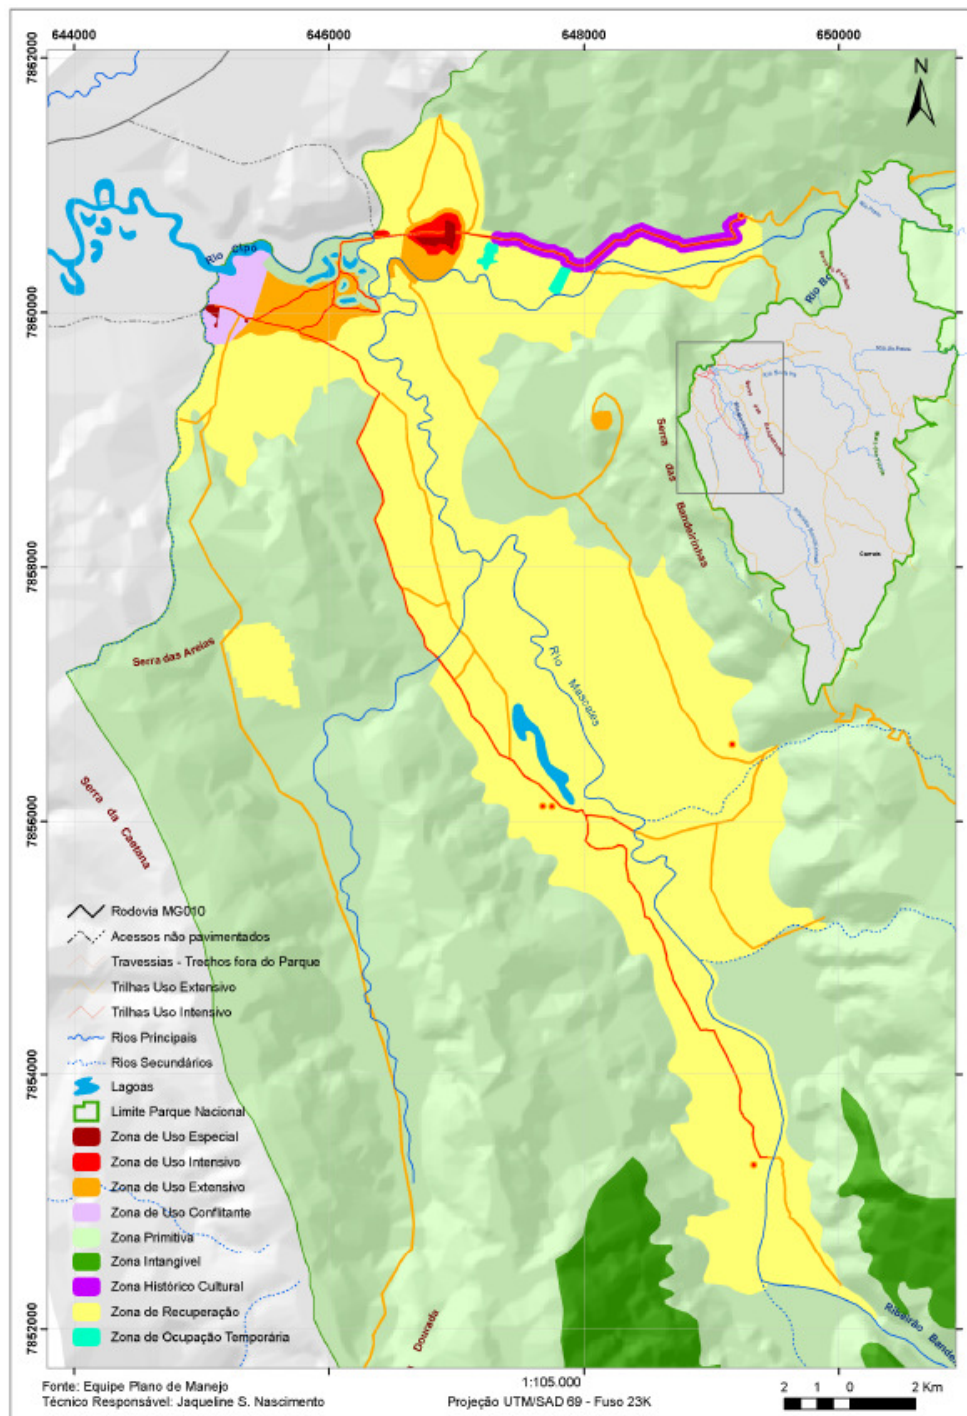 644000 646000 648000 650000
7862000
N
Rio Cipo
7860000
Serra das Bandeirinhas
7858000
Serra das Areias
Rio Mascates
Serra da Caetana
7856000
Rodovia MG010
Acessos não pavimentados
Travessias - Trechos fora do Parque
Trilhas Uso Extensivo
Trilhas Uso Intensivo
Rios Principais
Rios Secundários
7854000
Lagoas
Limite Parque Nacional
Zona de Uso Especial
Zona de Uso Intensivo
Zona de Uso Extensivo
Zona de Uso Conflitante
Zona Primitiva
Zona Intangível
Zona Histórico Cultural
Zona de Recuperação
Zona de Ocupação Temporária
7852000
Dourada
Ribeirão Bande
1:105.000
Fonte: Equipe Plano de Manejo
Técnico Responsável: Jaqueline S. Nascimento
Projeção UTM/SAD 69 - Fuso 23K
2 1 0 2 Km